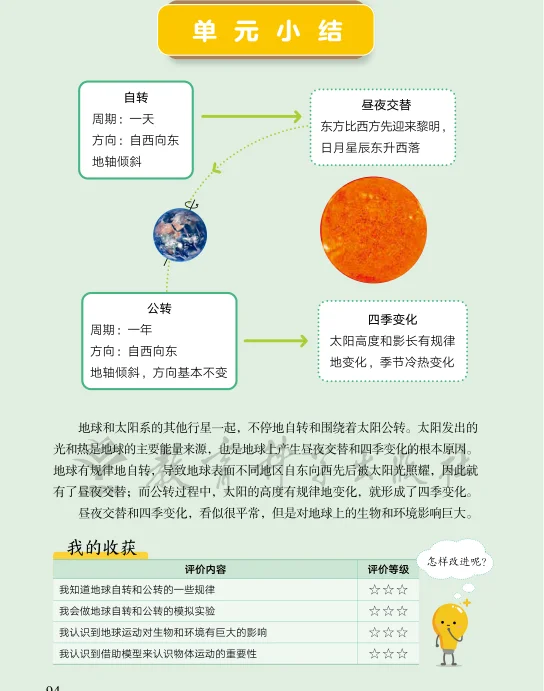 单元小结
自转
周期：一天
方向：自西向东
地轴倾斜
昼夜交替
东方比西方先迎来黎明，
日月星辰东升西落
公转
周期：一年
方向：自西向东
地轴倾斜，方向基本不变
四季变化
太阳高度和影长有规律
地变化，季节冷热变化
地球和太阳系的其他行星一起，不停地自转和围绕着太阳公转。太阳发出的
光和热是地球的主要能量来源，也是地球上产生昼夜交替和四季变化的根本原因。
地球有规律地自转，导致地球表面不同地区自东向西先后被太阳光照耀，因此就
有了昼夜交替；而公转过程中，太阳的高度有规律地变化，就形成了四季变化。
昼夜交替和四季变化，看似很平常，但是对地球上的生物和环境影响巨大。
教育科学出版社
我的收获
评价内容 评价等级
我知道地球自转和公转的一些规律 ☆☆☆
我会做地球自转和公转的模拟实验 ☆☆☆
我认识到地球运动对生物和环境有巨大的影响 ☆☆☆
我认识到借助模型来认识物体运动的重要性 ☆☆☆
怎样改进呢？